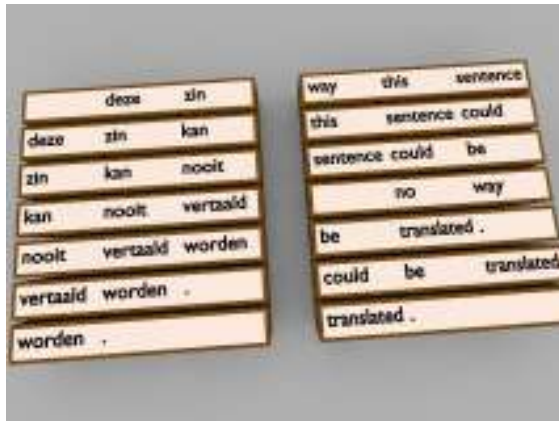 deze zin
deze zin kan
zin kan nooit
kan nooit vertaald
nooit vertaald worden
vertaald worden .
worden .
way this sentence
this sentence could
sentence could be
no way
be translated .
could be translated
translated .